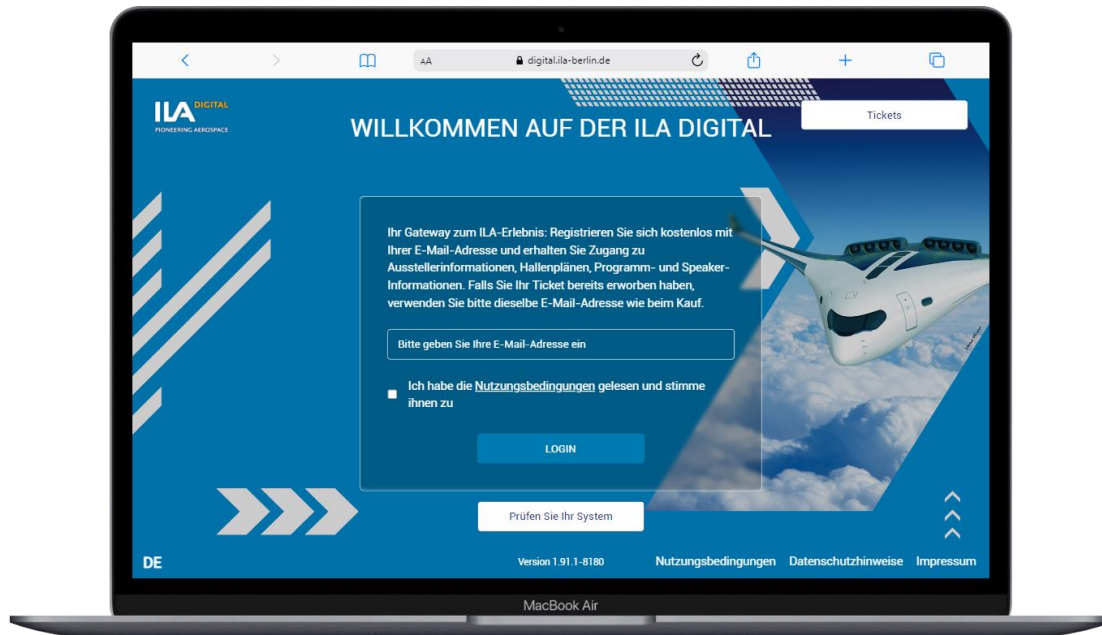 AA
digital.ila-berlin.de
ILA DIGITAL
PIONEERING AEROSPACE
WILLKOMMEN AUF DER ILA DIGITAL
Tickets
Ihr Gateway zum ILA-Erlebnis: Registrieren Sie sich kostenlos mit
Ihrer E-Mail-Adresse und erhalten Sie Zugang zu
Ausstellerinformationen, Hallenplänen, Programm- und Speaker-
Informationen. Falls Sie Ihr Ticket bereits erworben haben,
verwenden Sie bitte dieselbe E-Mail-Adresse wie beim Kauf.
Bitte geben Sie Ihre E-Mail-Adresse ein
Ich habe die Nutzungsbedingungen gelesen und stimme
ihnen zu
LOGIN
Prüfen Sie Ihr System
DE
Version 1.91.1-8180
Nutzungsbedingungen
Datenschutzhinweise
Impressum
MacBook Air